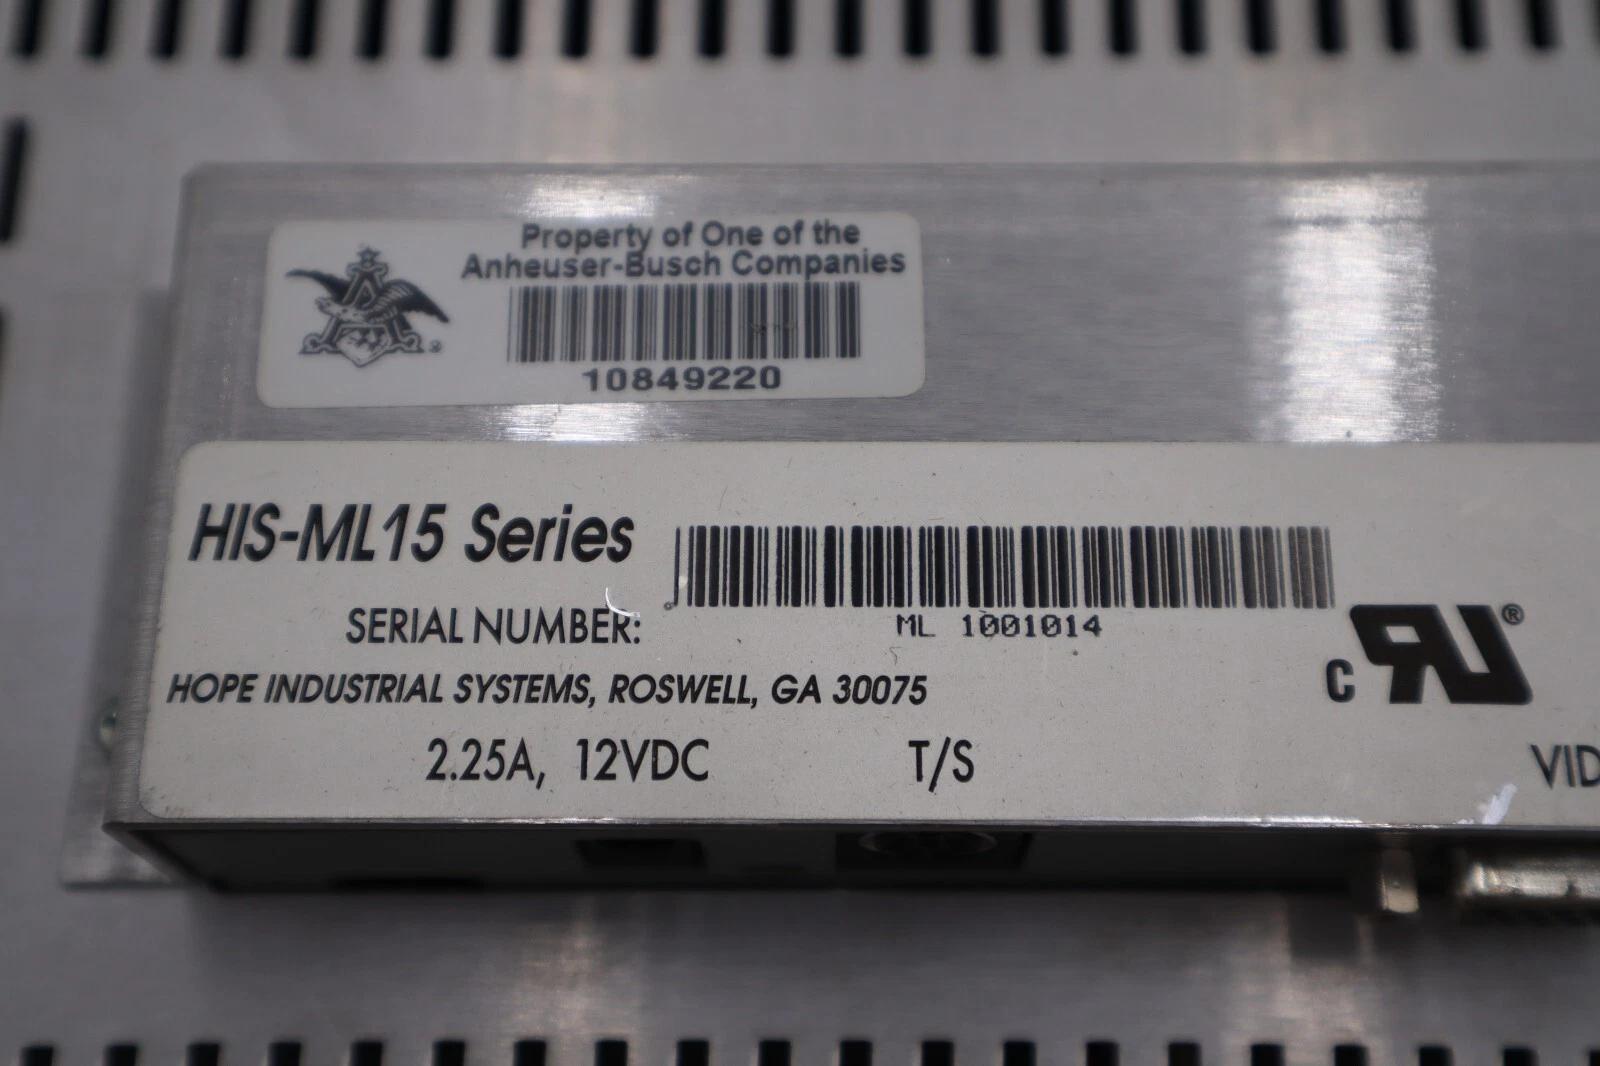 Property of One of the
Anheuser-Busch Companies
10849220
HIS-ML15 Series
SERIAL NUMBER:
ML 1001014
HOPE INDUSTRIAL SYSTEMS, ROSWELL, GA 30075
2.25A, 12VDC
T/S
VID